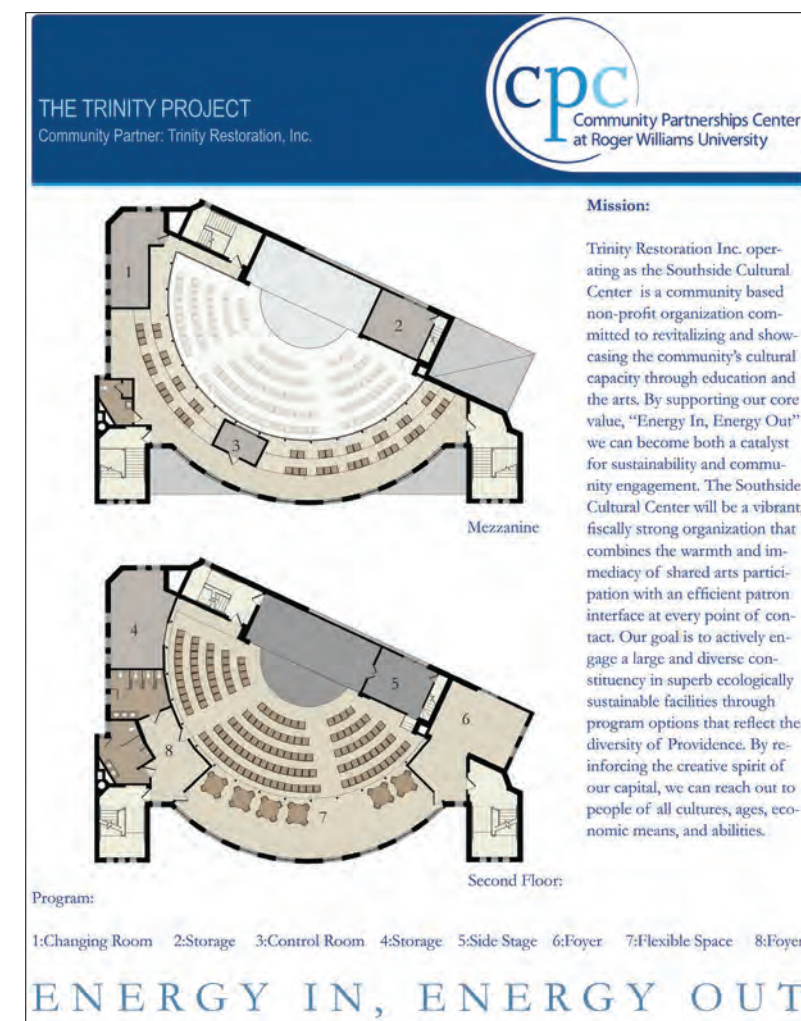 THE TRINITY PROJECT
Community Partner: Trinity Restoration, Inc.
cpc
Community Partnerships Center
at Roger Williams University
Mission:
Trinity Restoration Inc. oper-
ating as the Southside Cultural
Center is a community based
non-profit organization com-
mitted to revitalizing and show-
casing the community's cultural
capacity through education and
the arts. By supporting our core
value, "Energy In, Energy Out"
we can become both a catalyst
for sustainability and commu-
nity engagement. The Southside
Cultural Center will be a vibrant,
fiscally strong organization that
combines the warmth and im-
mediacy of shared arts partici-
pation with an efficient patron
interface at every point of con-
tact. Our goal is to actively en-
gage a large and diverse con-
stituency in superb ecologically
sustainable facilities through
program options that reflect the
diversity of Providence. By re-
inforcing the creative spirit of
our capital, we can reach out to
people of all cultures, ages, eco-
nomic means, and abilities.
1
2
3
Mezzanine
4
5
6
8
7
Second Floor:
Program:
1:Changing Room 2:Storage 3:Control Room 4:Storage 5:Side Stage 6:Foyer 7:Flexible Space 8:Foyer
ENERGY IN, ENERGY OUT